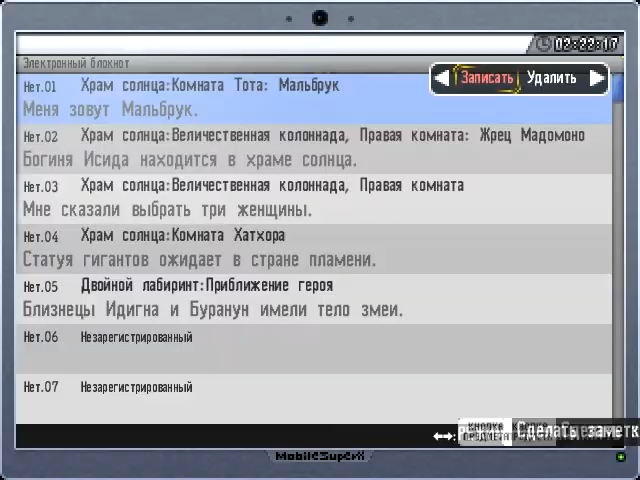 02:22:17
Электронный блокнот
Записать Удалить
Нет.01 Храм солнца:Комната Тота: Мальбрук
Меня зовут Мальбрук.
Нет.02 Храм солнца:Величественная колоннада, Правая комната: Жрец Мадомоно
Богиня Исида находится в храме солнца.
Нет.03 Храм солнца:Величественная колоннада, Правая комната
Мне сказали выбрать три женщины.
Нет.04 Храм солнца:Комната Хатхора
Статуя гигантов ожидает в стране пламени.
Нет.05 Двойной лабиринт:Приближение героя
Близнецы Идигна и Буранун имели тело змеи.
Нет.06 Незарегистрированный
Нет.07 Незарегистрированный
Сделать заметк
MobileSuperX